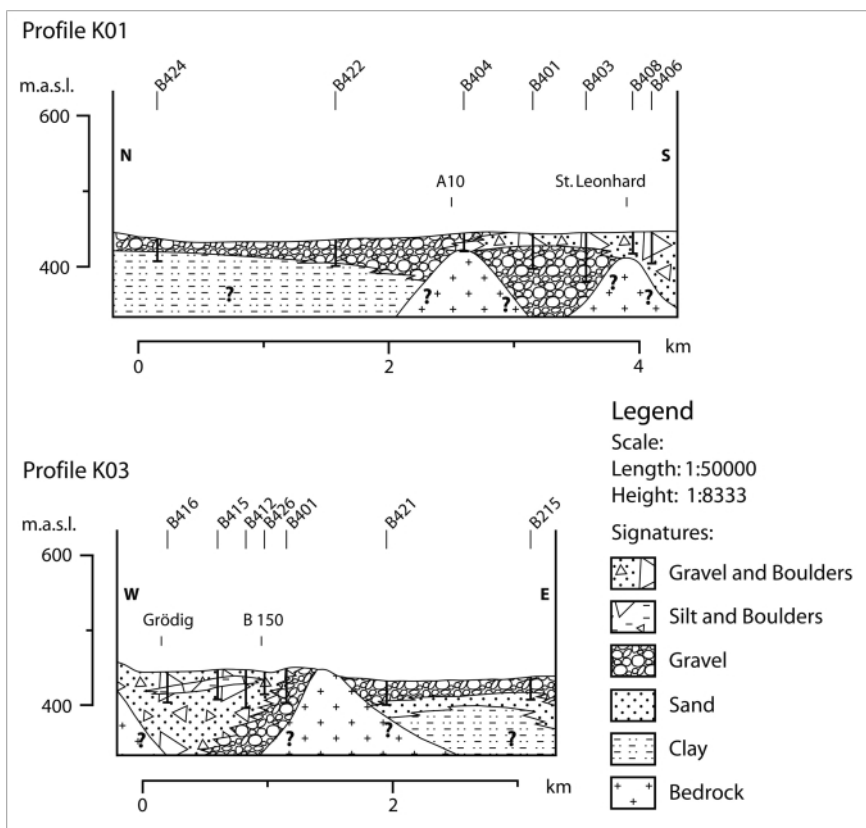 Profile K01
m.a.s.l.
B424
B422
B404
B401
B403
B408
B406
600
N
S
A10
St. Leonhard
400
?
?
?
?
?
0
2
4
km
Legend
Scale:
Length: 1:50000
Height: 1:8333
Signatures:
Gravel and Boulders
Silt and Boulders
Gravel
Sand
Clay
Bedrock
Profile K03
m.a.s.l.
B416
B415
B412
B426
B401
B421
B215
600
W
E
Grödig
B 150
400
?
?
?
?
0
2
km